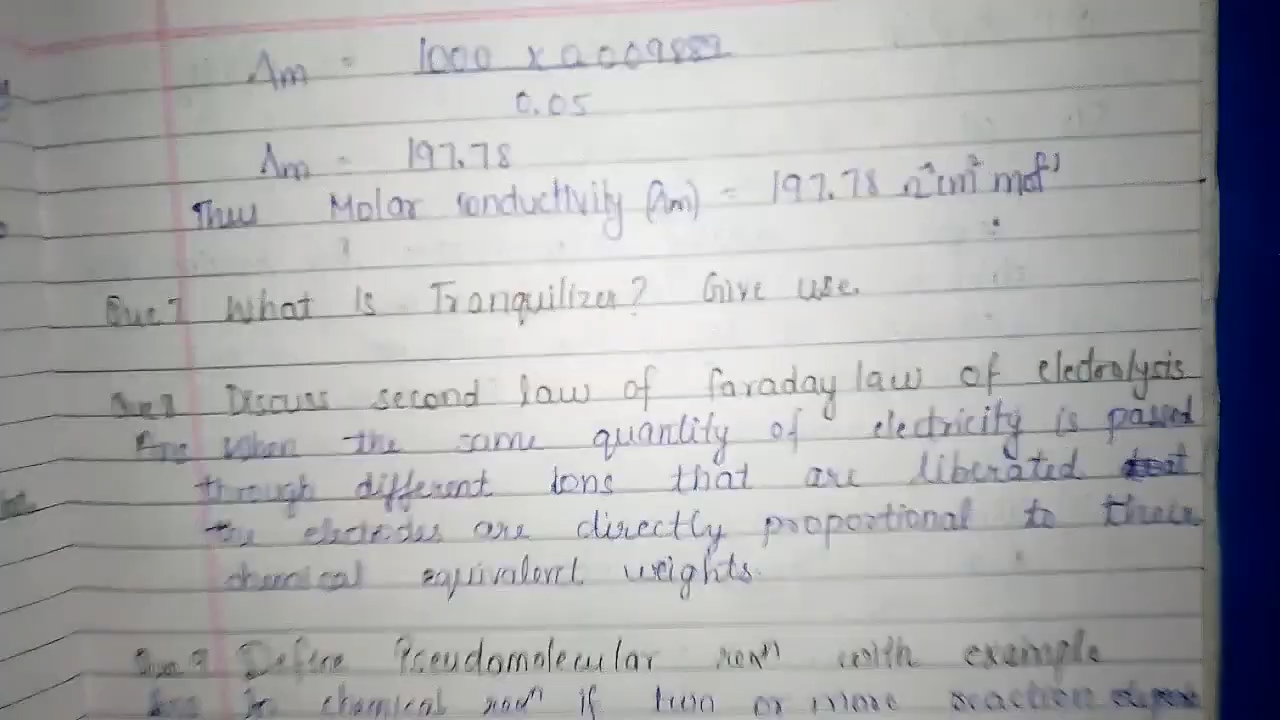 Λm = 1000 x 0.009889
0.05
Λm = 197.78
Thus Molar conductivity (Λm) = 197.78 Ω⁻¹cm² mol⁻¹
Que 7 What Is Tranquilizer? Give use.
Que 8 Discuss second law of faraday law of electrolysis
Ans When the same quantity of electricity is passed
through different Ions that are liberated at
the electrodes are directly proportional to their
chemical equivalent weights.
Que 9 Define Pseudomolecular rean with example
Ans In chemical rean if two or more reaction